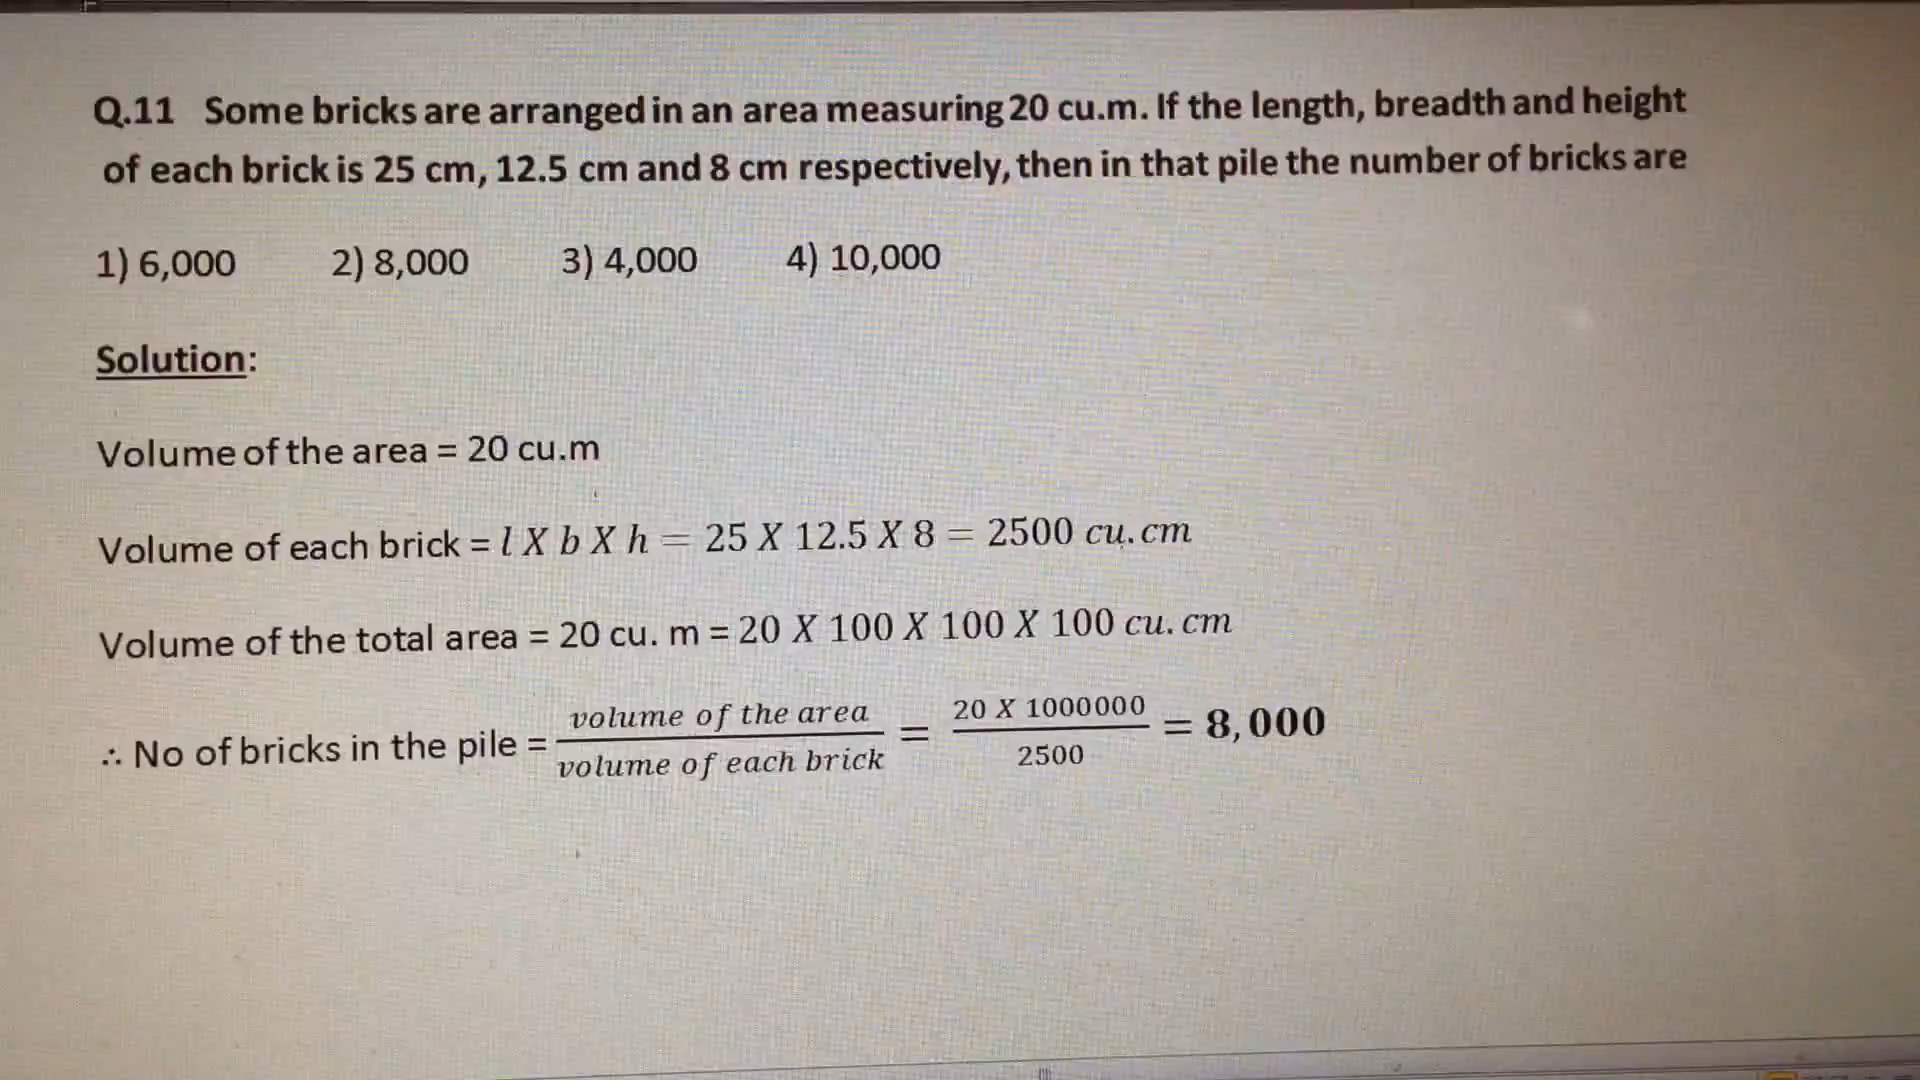 Q.11 Some bricks are arranged in an area measuring 20 cu.m. If the length, breadth and height
of each brick is 25 cm, 12.5 cm and 8 cm respectively, then in that pile the number of bricks are
1) 6,000 2) 8,000 3) 4,000 4) 10,000
Solution:
Volume of the area = 20 cu.m
Volume of each brick = l X b X h = 25 X 12.5 X 8 = 2500 cu.cm
Volume of the total area = 20 cu. m = 20 X 100 X 100 X 100 cu.cm
∴ No of bricks in the pile = volume of the area / volume of each brick = 20 X 1000000 / 2500 = 8,000